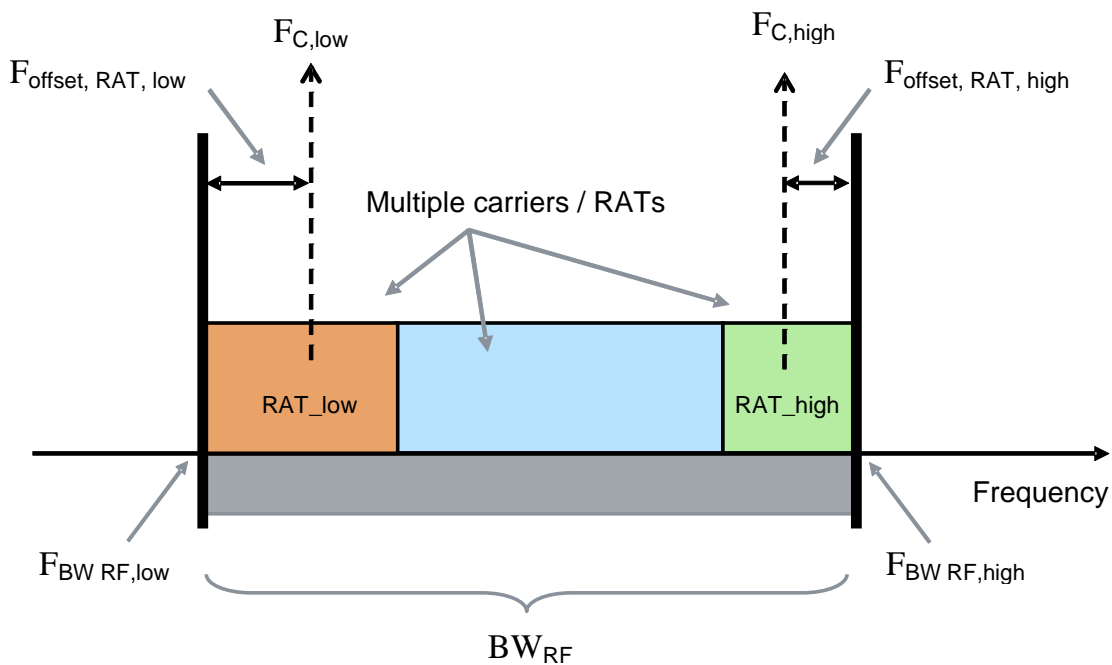 F_C,low
F_C,high
F_offset, RAT, low
F_offset, RAT, high
Multiple carriers / RATs
RAT_low
RAT_high
Frequency
F_BW RF,low
F_BW RF,high
BW_RF